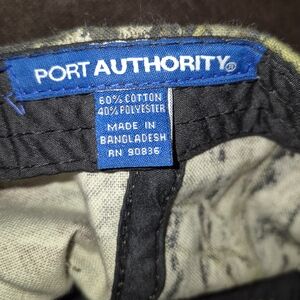 PORT AUTHORITY®
60% COTTON
40% POLYESTER
MADE IN
BANGLADESH
RN 90836